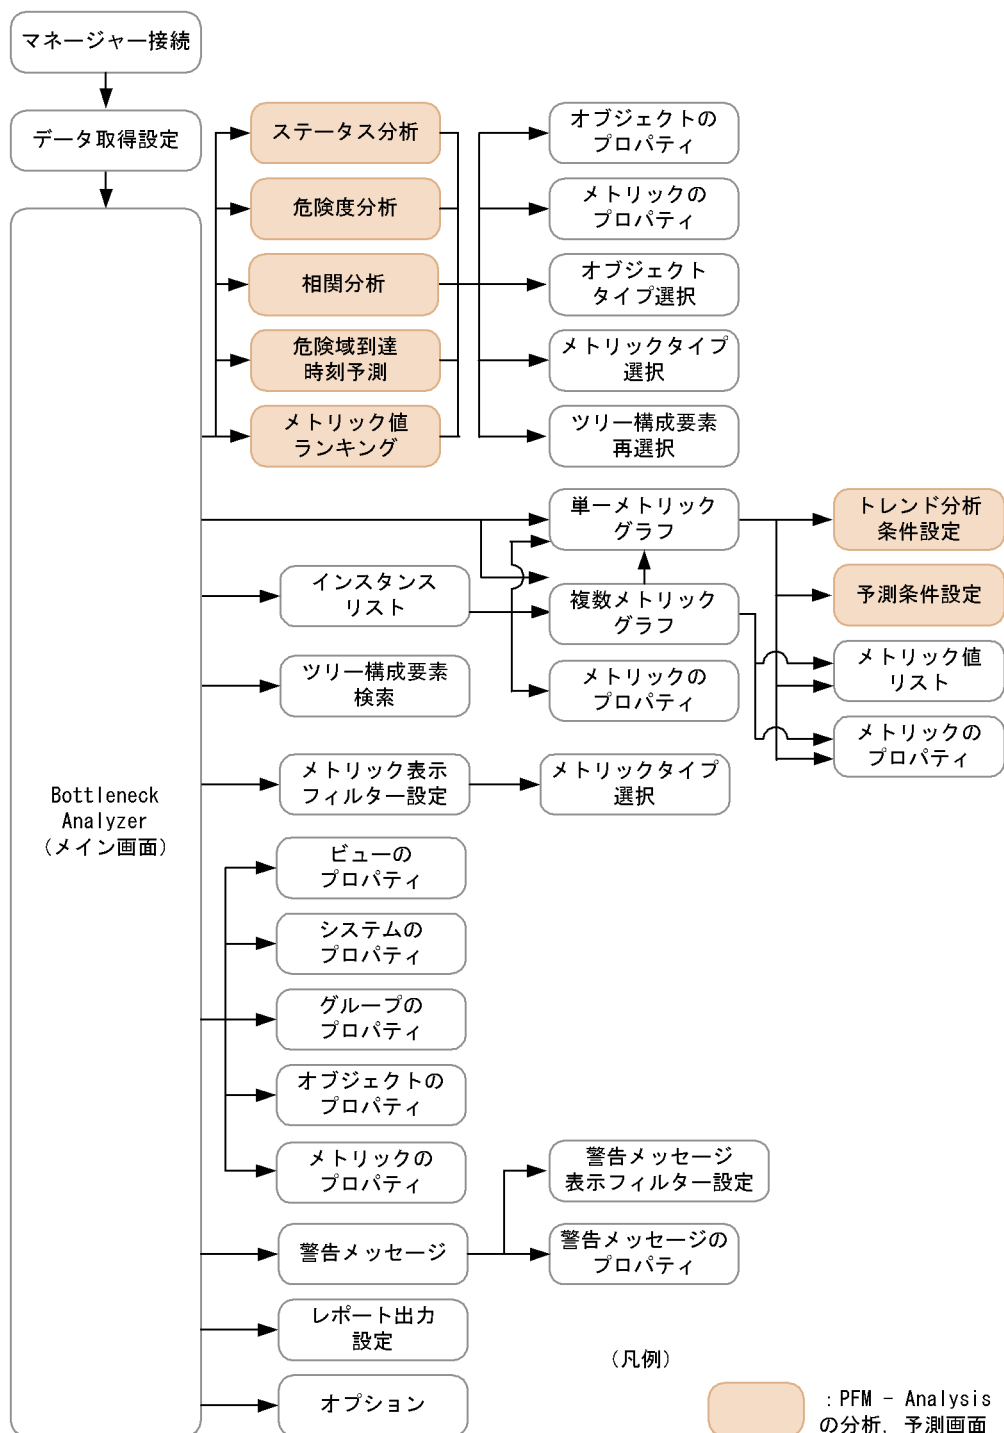 マネージャー接続
データ取得設定
Bottleneck
Analyzer
(メイン画面)
ステータス分析
危険度分析
相関分析
危険域到達
時刻予測
メトリック値
ランキング
オブジェクトの
プロパティ
メトリックの
プロパティ
オブジェクト
タイプ選択
メトリックタイプ
選択
ツリー構成要素
再選択
単一メトリック
グラフ
トレンド分析
条件設定
インスタンス
リスト
複数メトリック
グラフ
予測条件設定
ツリー構成要素
検索
メトリックの
プロパティ
メトリック値
リスト
メトリックの
プロパティ
メトリック表示
フィルター設定
メトリックタイプ
選択
ビューの
プロパティ
システムの
プロパティ
グループの
プロパティ
オブジェクトの
プロパティ
メトリックの
プロパティ
警告メッセージ
警告メッセージ
表示フィルター設定
警告メッセージの
プロパティ
レポート出力
設定
オプション
(凡例)
:PFM - Analysis
の分析,予測画面